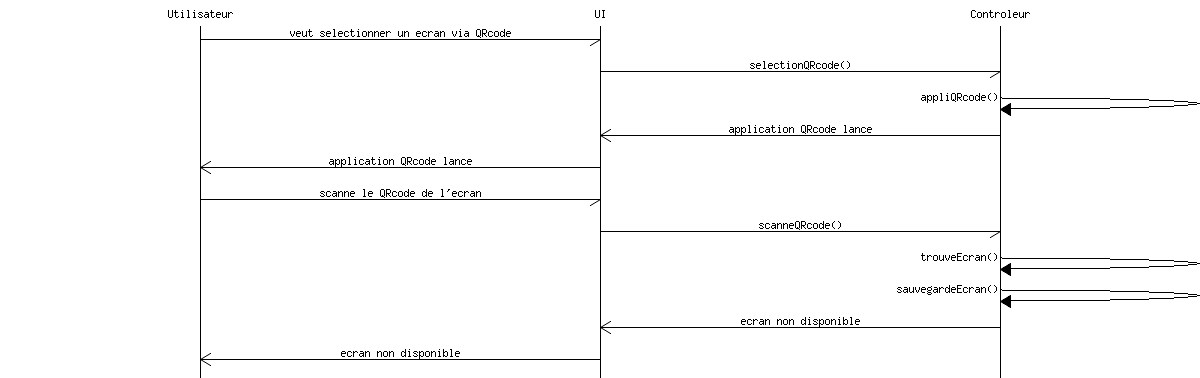 Utilisateur UI Controleur
veut selectionner un ecran via QRcode
selectionQRcode()
appliQRcode()
application QRcode lance
application QRcode lance
scanne le QRcode de l'ecran
scanneQRcode()
trouveEcran()
sauvegardeEcran()
ecran non disponible
ecran non disponible